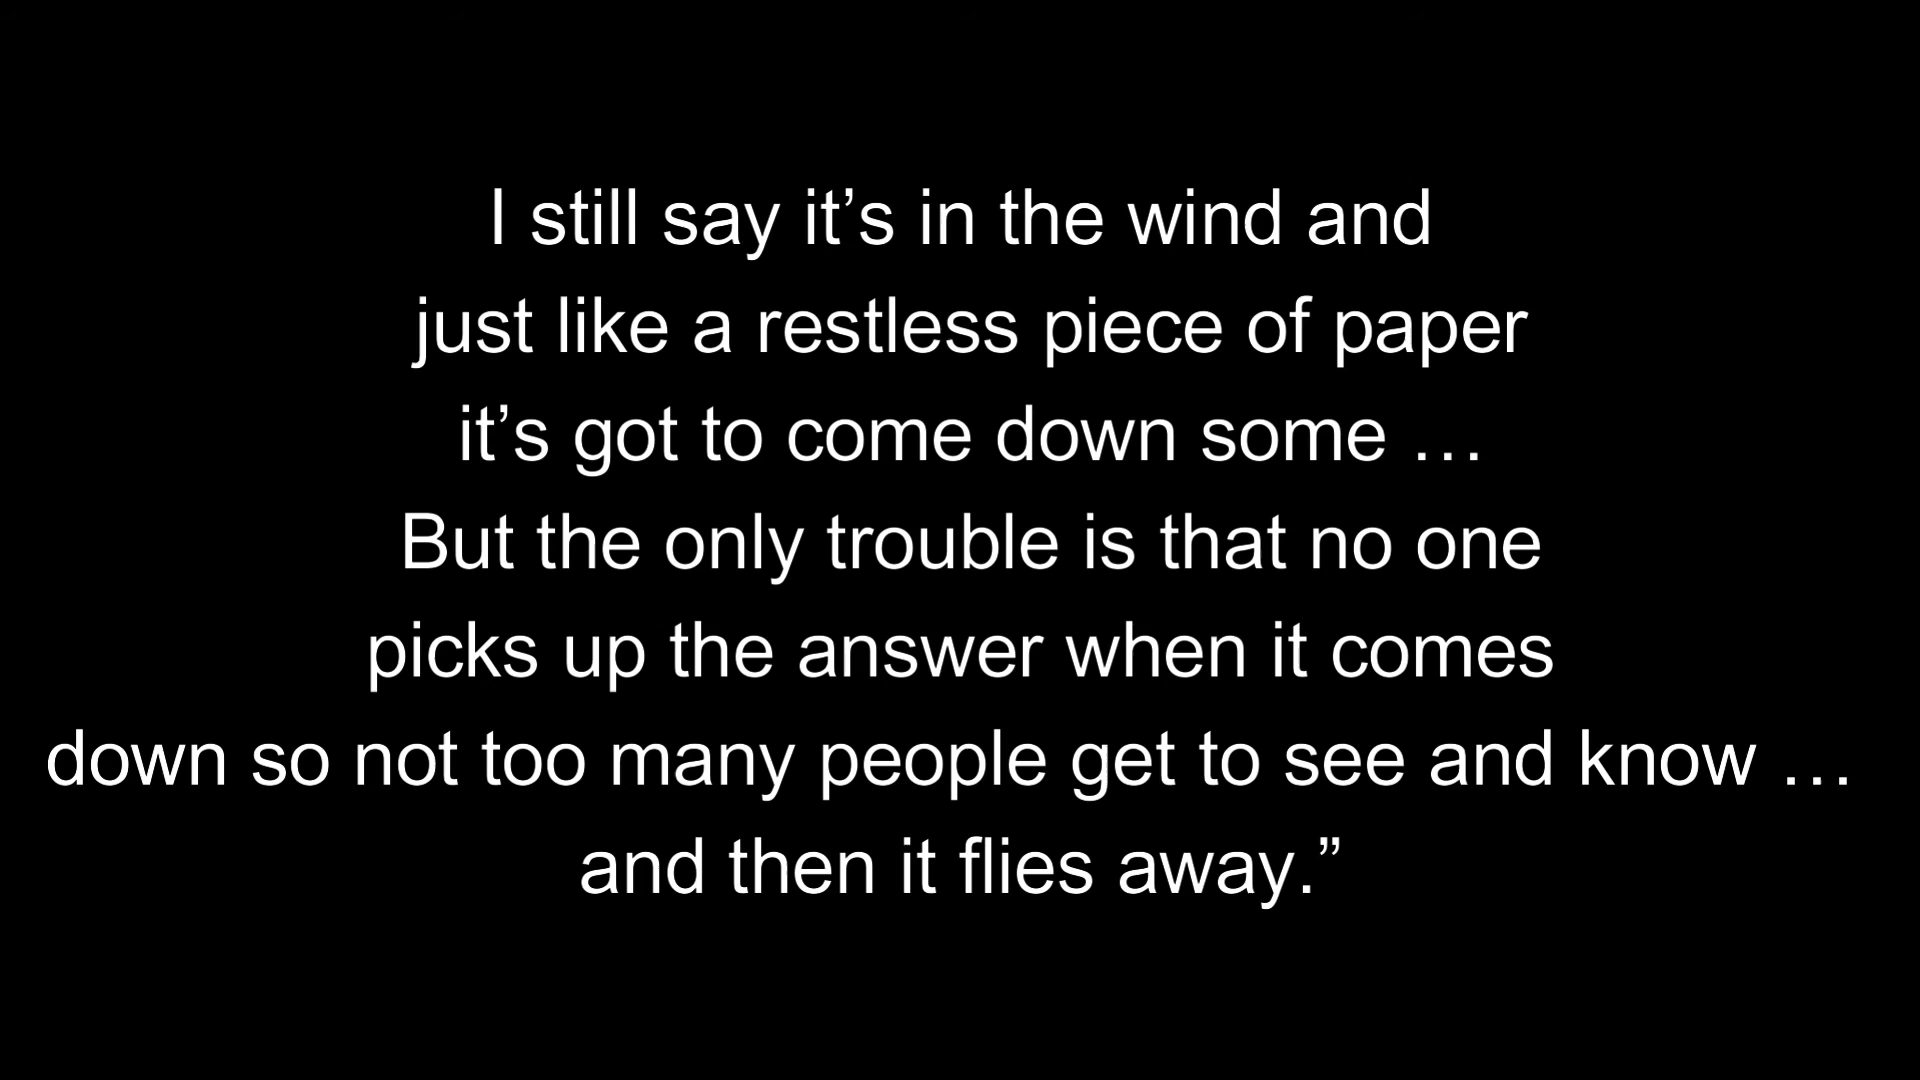 I still say it’s in the wind and
just like a restless piece of paper
it’s got to come down some …
But the only trouble is that no one
picks up the answer when it comes
down so not too many people get to see and know …
and then it flies away.”